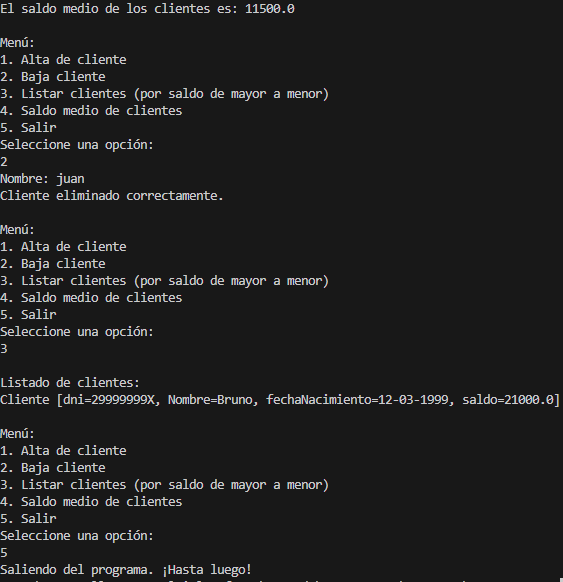 El saldo medio de los clientes es: 11500.0
Menú:
1. Alta de cliente
2. Baja cliente
3. Listar clientes (por saldo de mayor a menor)
4. Saldo medio de clientes
5. Salir
Seleccione una opción:
2
Nombre: juan
Cliente eliminado correctamente.
Menú:
1. Alta de cliente
2. Baja cliente
3. Listar clientes (por saldo de mayor a menor)
4. Saldo medio de clientes
5. Salir
Seleccione una opción:
3
Listado de clientes:
Cliente [dni=29999999X, Nombre=Bruno, fechaNacimiento=12-03-1999, saldo=21000.0]
Menú:
1. Alta de cliente
2. Baja cliente
3. Listar clientes (por saldo de mayor a menor)
4. Saldo medio de clientes
5. Salir
Seleccione una opción:
5
Saliendo del programa. ¡Hasta luego!